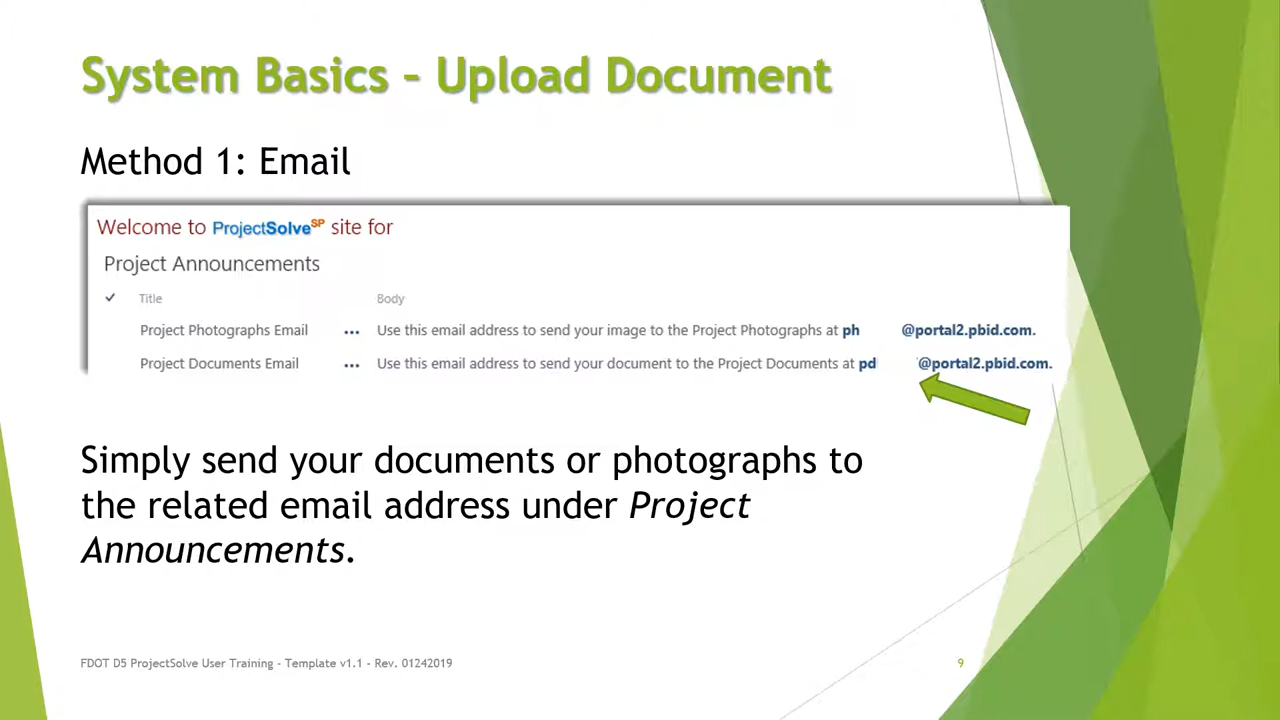 System Basics – Upload Document
Method 1: Email
Welcome to ProjectSolveSP site for
Project Announcements
✓ Title Body
Project Photographs Email ... Use this email address to send your image to the Project Photographs at ph @portal2.pbid.com.
Project Documents Email ... Use this email address to send your document to the Project Documents at pd @portal2.pbid.com.
Simply send your documents or photographs to
the related email address under Project
Announcements.
FDOT D5 ProjectSolve User Training - Template v1.1 - Rev. 01242019 9